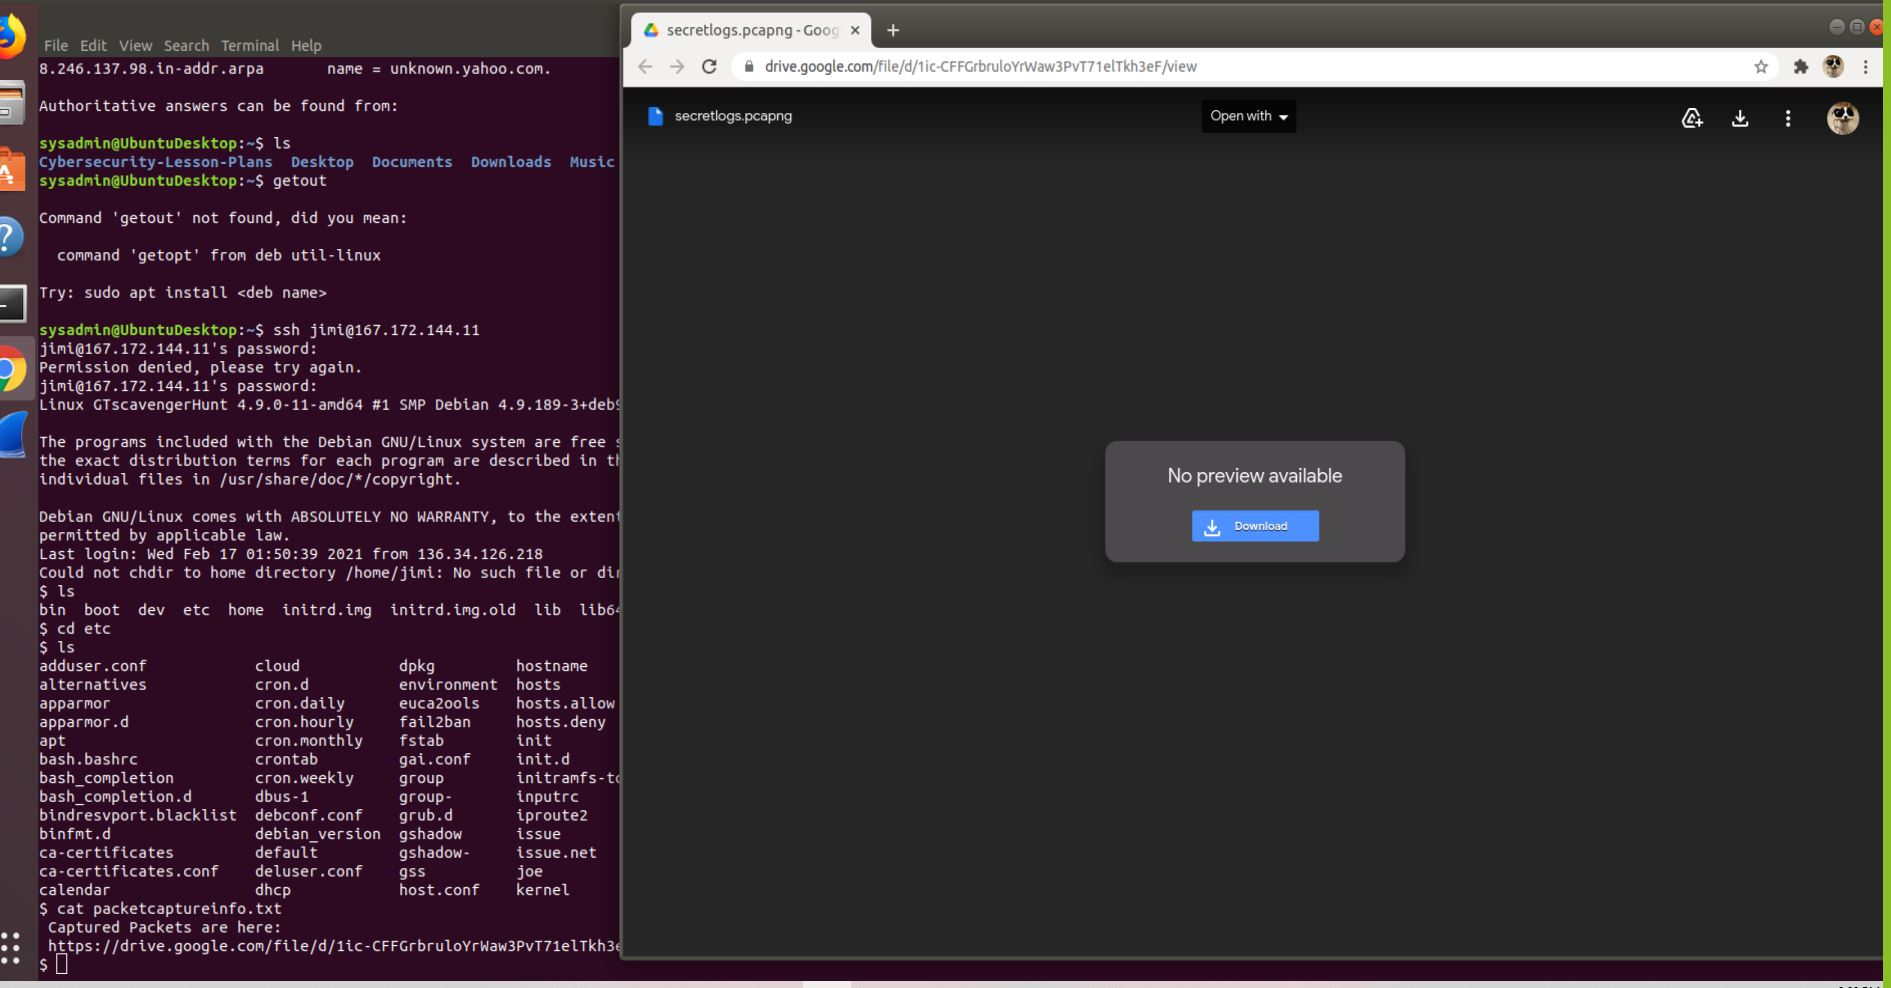 File Edit View Search Terminal Help
8.246.137.98.in-addr.arpa name = unknown.yahoo.com.
Authoritative answers can be found from:
sysadmin@UbuntuDesktop:~$ ls
Cybersecurity-Lesson-Plans Desktop Documents Downloads Music
sysadmin@UbuntuDesktop:~$ getout
Command 'getout' not found, did you mean:
command 'getopt' from deb util-linux
Try: sudo apt install <deb name>
sysadmin@UbuntuDesktop:~$ ssh jimi@167.172.144.11
jimi@167.172.144.11's password:
Permission denied, please try again.
jimi@167.172.144.11's password:
Linux GTscavengerHunt 4.9.0-11-amd64 #1 SMP Debian 4.9.189-3+deb9
The programs included with the Debian GNU/Linux system are free s
the exact distribution terms for each program are described in th
individual files in /usr/share/doc/*/copyright.
Debian GNU/Linux comes with ABSOLUTELY NO WARRANTY, to the extent
permitted by applicable law.
Last login: Wed Feb 17 01:50:39 2021 from 136.34.126.218
Could not chdir to home directory /home/jimi: No such file or dir
$ ls
bin boot dev etc home initrd.img initrd.img.old lib lib64
$ cd etc
$ ls
adduser.conf cloud dpkg hostname
alternatives cron.d environment hosts
apparmor cron.daily euca2ools hosts.allow
apparmor.d cron.hourly fail2ban hosts.deny
apt cron.monthly fstab init
bash.bashrc crontab gai.conf init.d
bash_completion cron.weekly group initramfs-to
bash_completion.d dbus-1 group- inputrc
bindresvport.blacklist debconf.conf grub.d iproute2
binfmt.d debian_version gshadow issue
ca-certificates default gshadow- issue.net
ca-certificates.conf deluser.conf gss joe
calendar dhcp host.conf kernel
$ cat packetcaptureinfo.txt
Captured Packets are here:
https://drive.google.com/file/d/1ic-CFFGrbruloYrWaw3PvT71elTkh3e
$
secretlogs.pcapng - Goog
drive.google.com/file/d/1ic-CFFGrbruloYrWaw3PvT71elTkh3eF/view
secretlogs.pcapng
Open with
No preview available
Download